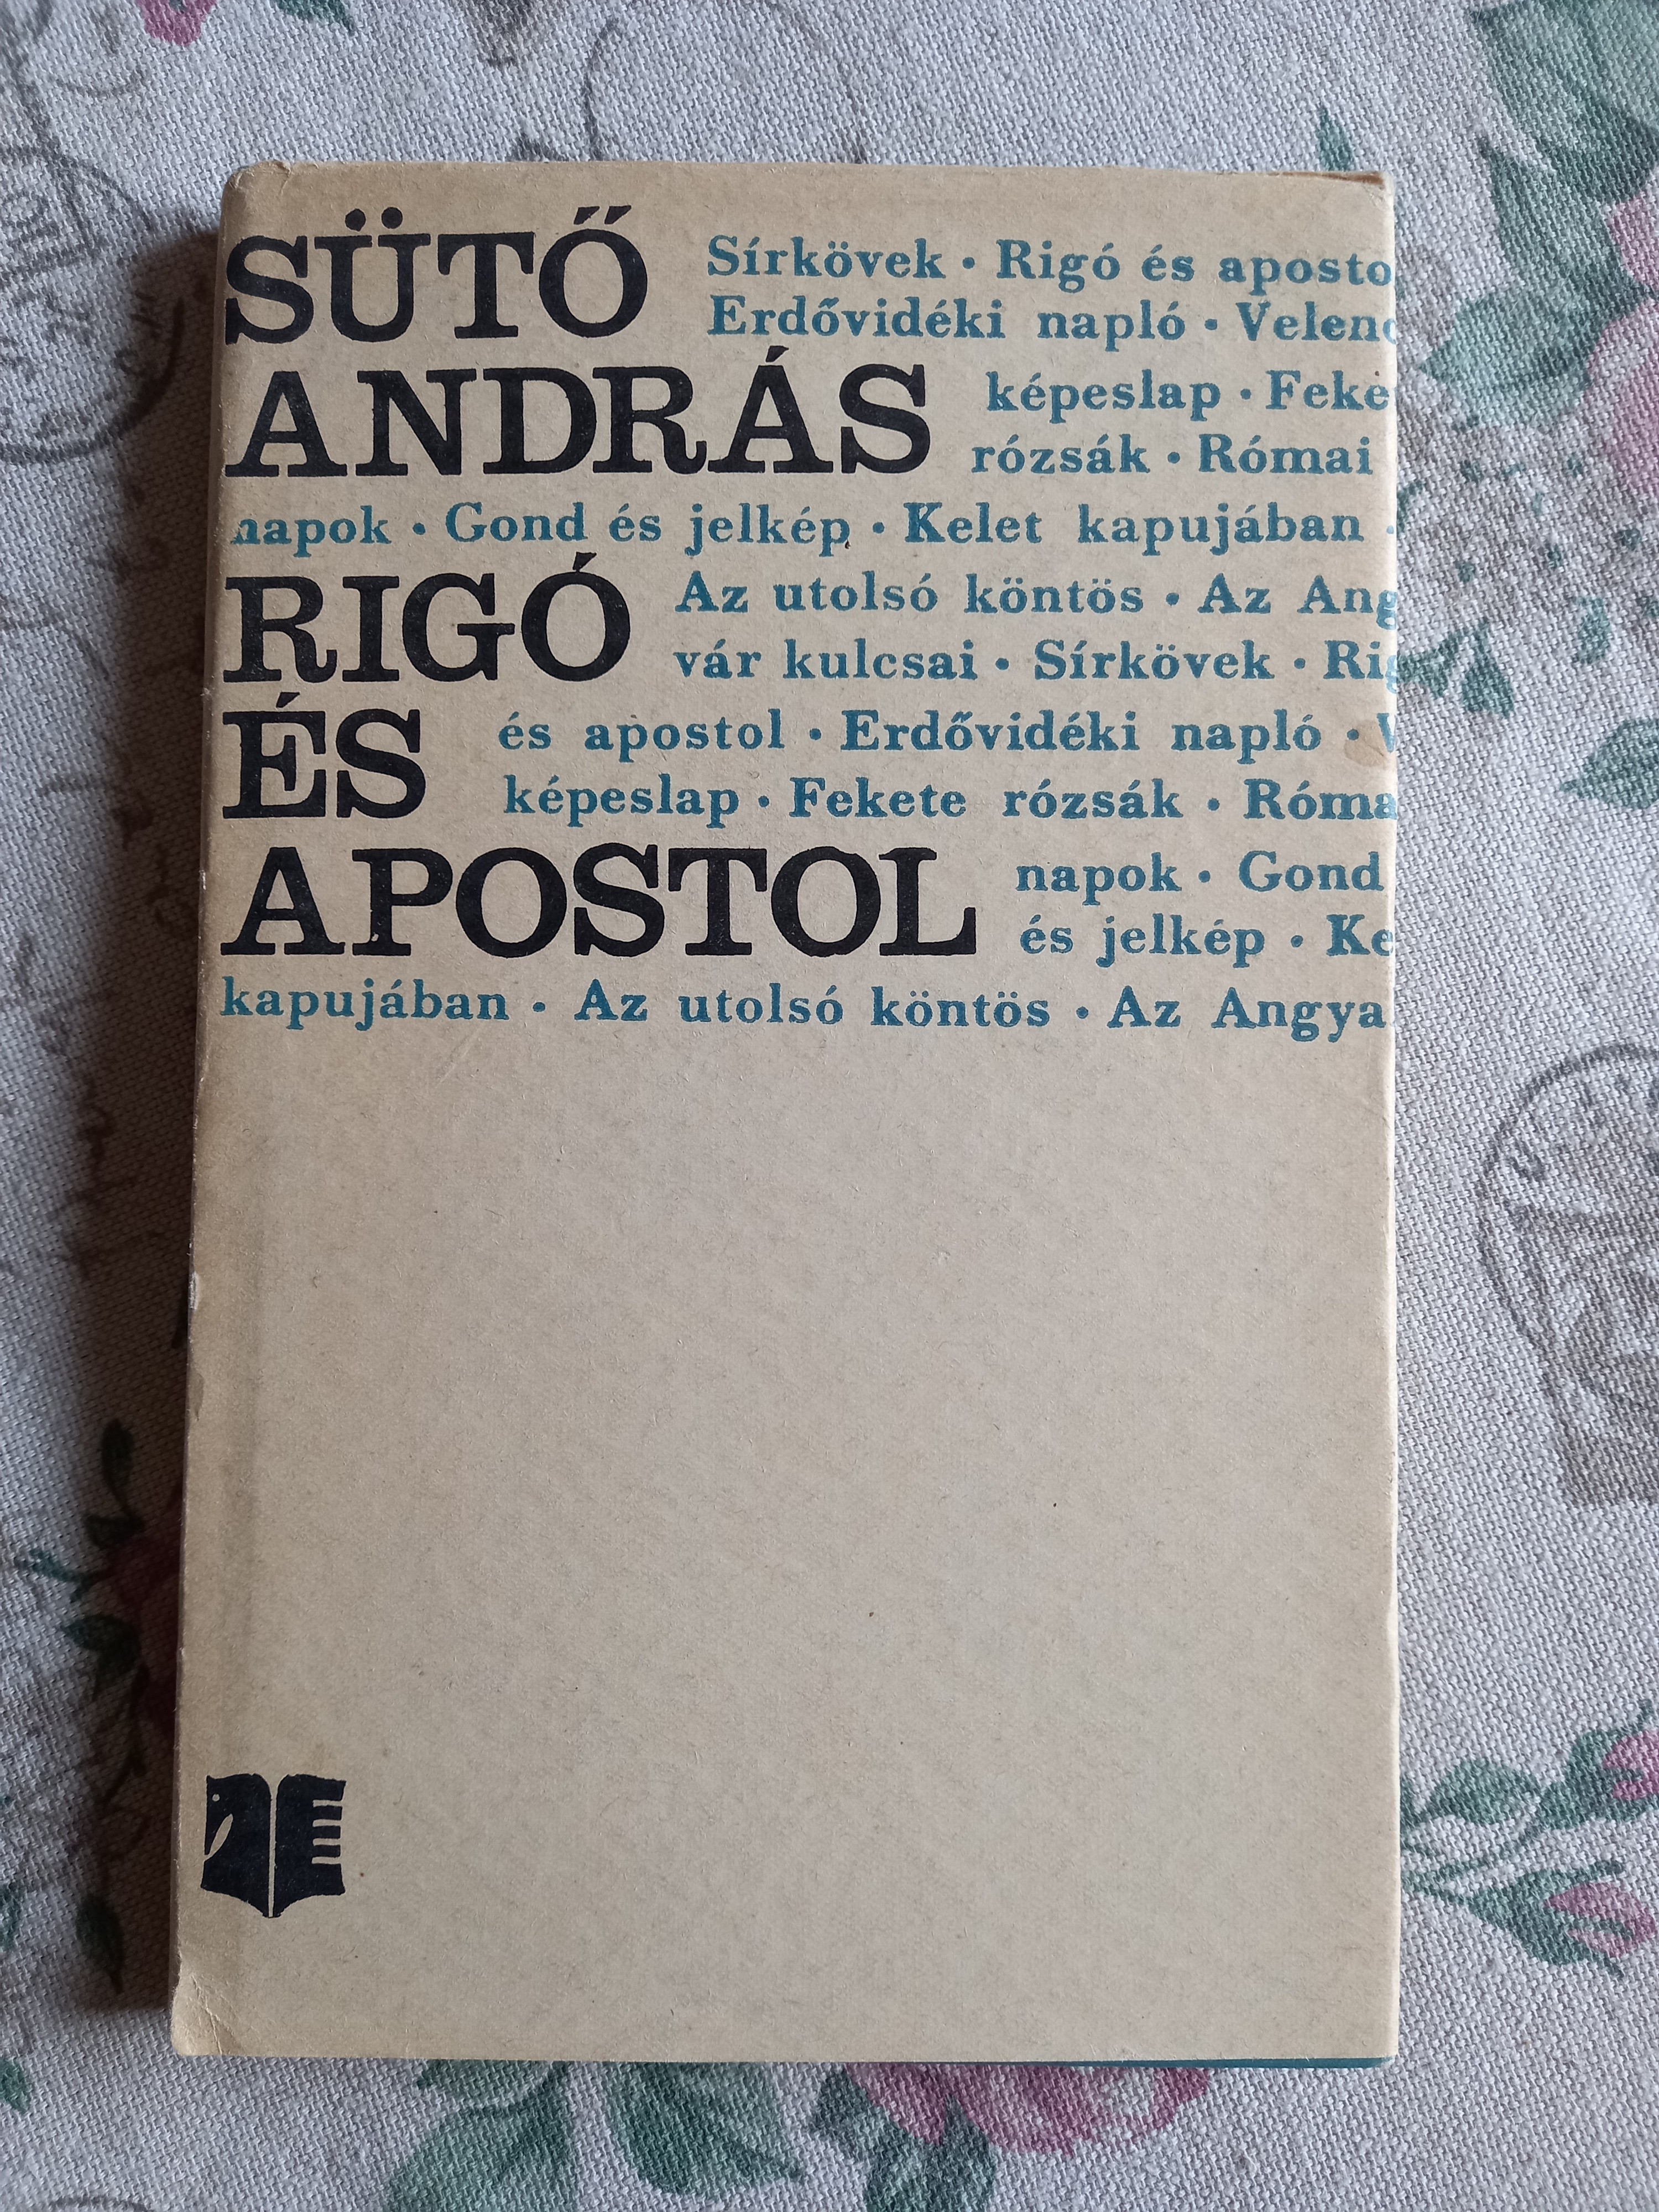 SÜTŐ
Sírkövek • Rigó és aposto
Erdővidéki napló • Velenc
ANDRÁS
képeslap • Feke
rózsák • Római
napok • Gond és jelkép • Kelet kapujában •
RIGÓ
Az utolsó köntös • Az Ang
vár kulcsai • Sírkövek • Rig
ÉS
és apostol • Erdővidéki napló • V
képeslap • Fekete rózsák • Róma
APOSTOL
napok • Gond
és jelkép • Ke
kapujában • Az utolsó köntös • Az Angya
E